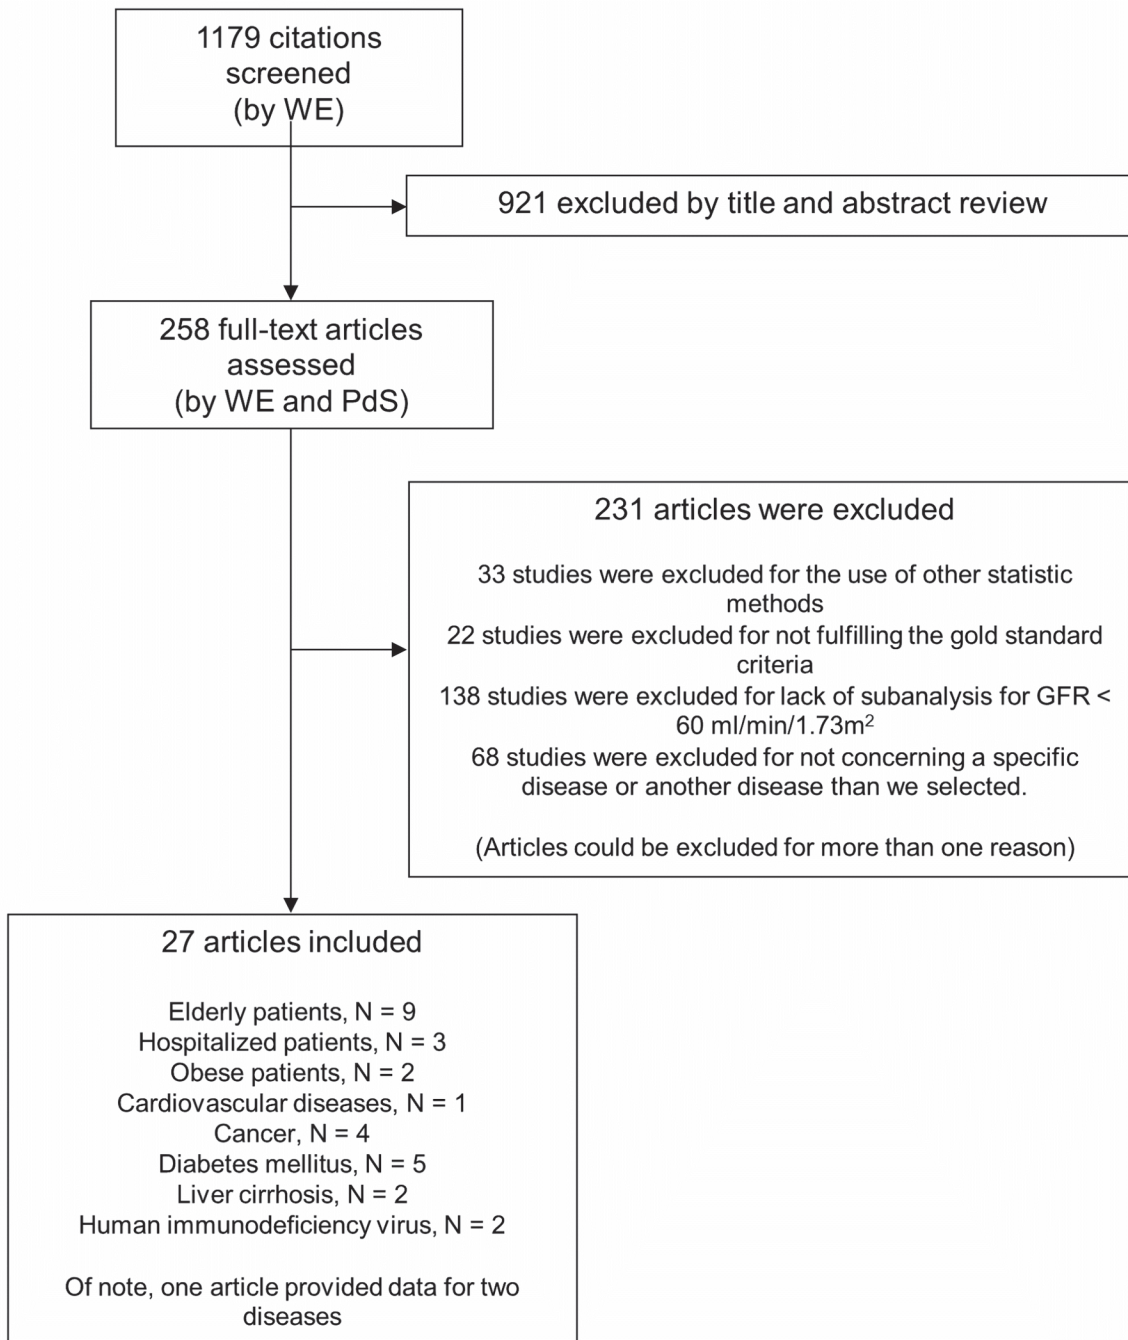 1179 citations
screened
(by WE)
921 excluded by title and abstract review
258 full-text articles
assessed
(by WE and PdS)
231 articles were excluded
33 studies were excluded for the use of other statistic
methods
22 studies were excluded for not fulfilling the gold standard
criteria
138 studies were excluded for lack of subanalysis for GFR <
60 ml/min/1.73m²
68 studies were excluded for not concerning a specific
disease or another disease than we selected.
(Articles could be excluded for more than one reason)
27 articles included
Elderly patients, N = 9
Hospitalized patients, N = 3
Obese patients, N = 2
Cardiovascular diseases, N = 1
Cancer, N = 4
Diabetes mellitus, N = 5
Liver cirrhosis, N = 2
Human immunodeficiency virus, N = 2
Of note, one article provided data for two
diseases